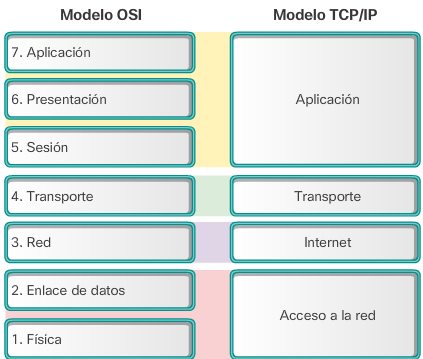 Modelo OSI
Modelo TCP/IP
7. Aplicación
6. Presentación
5. Sesión
4. Transporte
3. Red
2. Enlace de datos
1. Física
Aplicación
Transporte
Internet
Acceso a la red